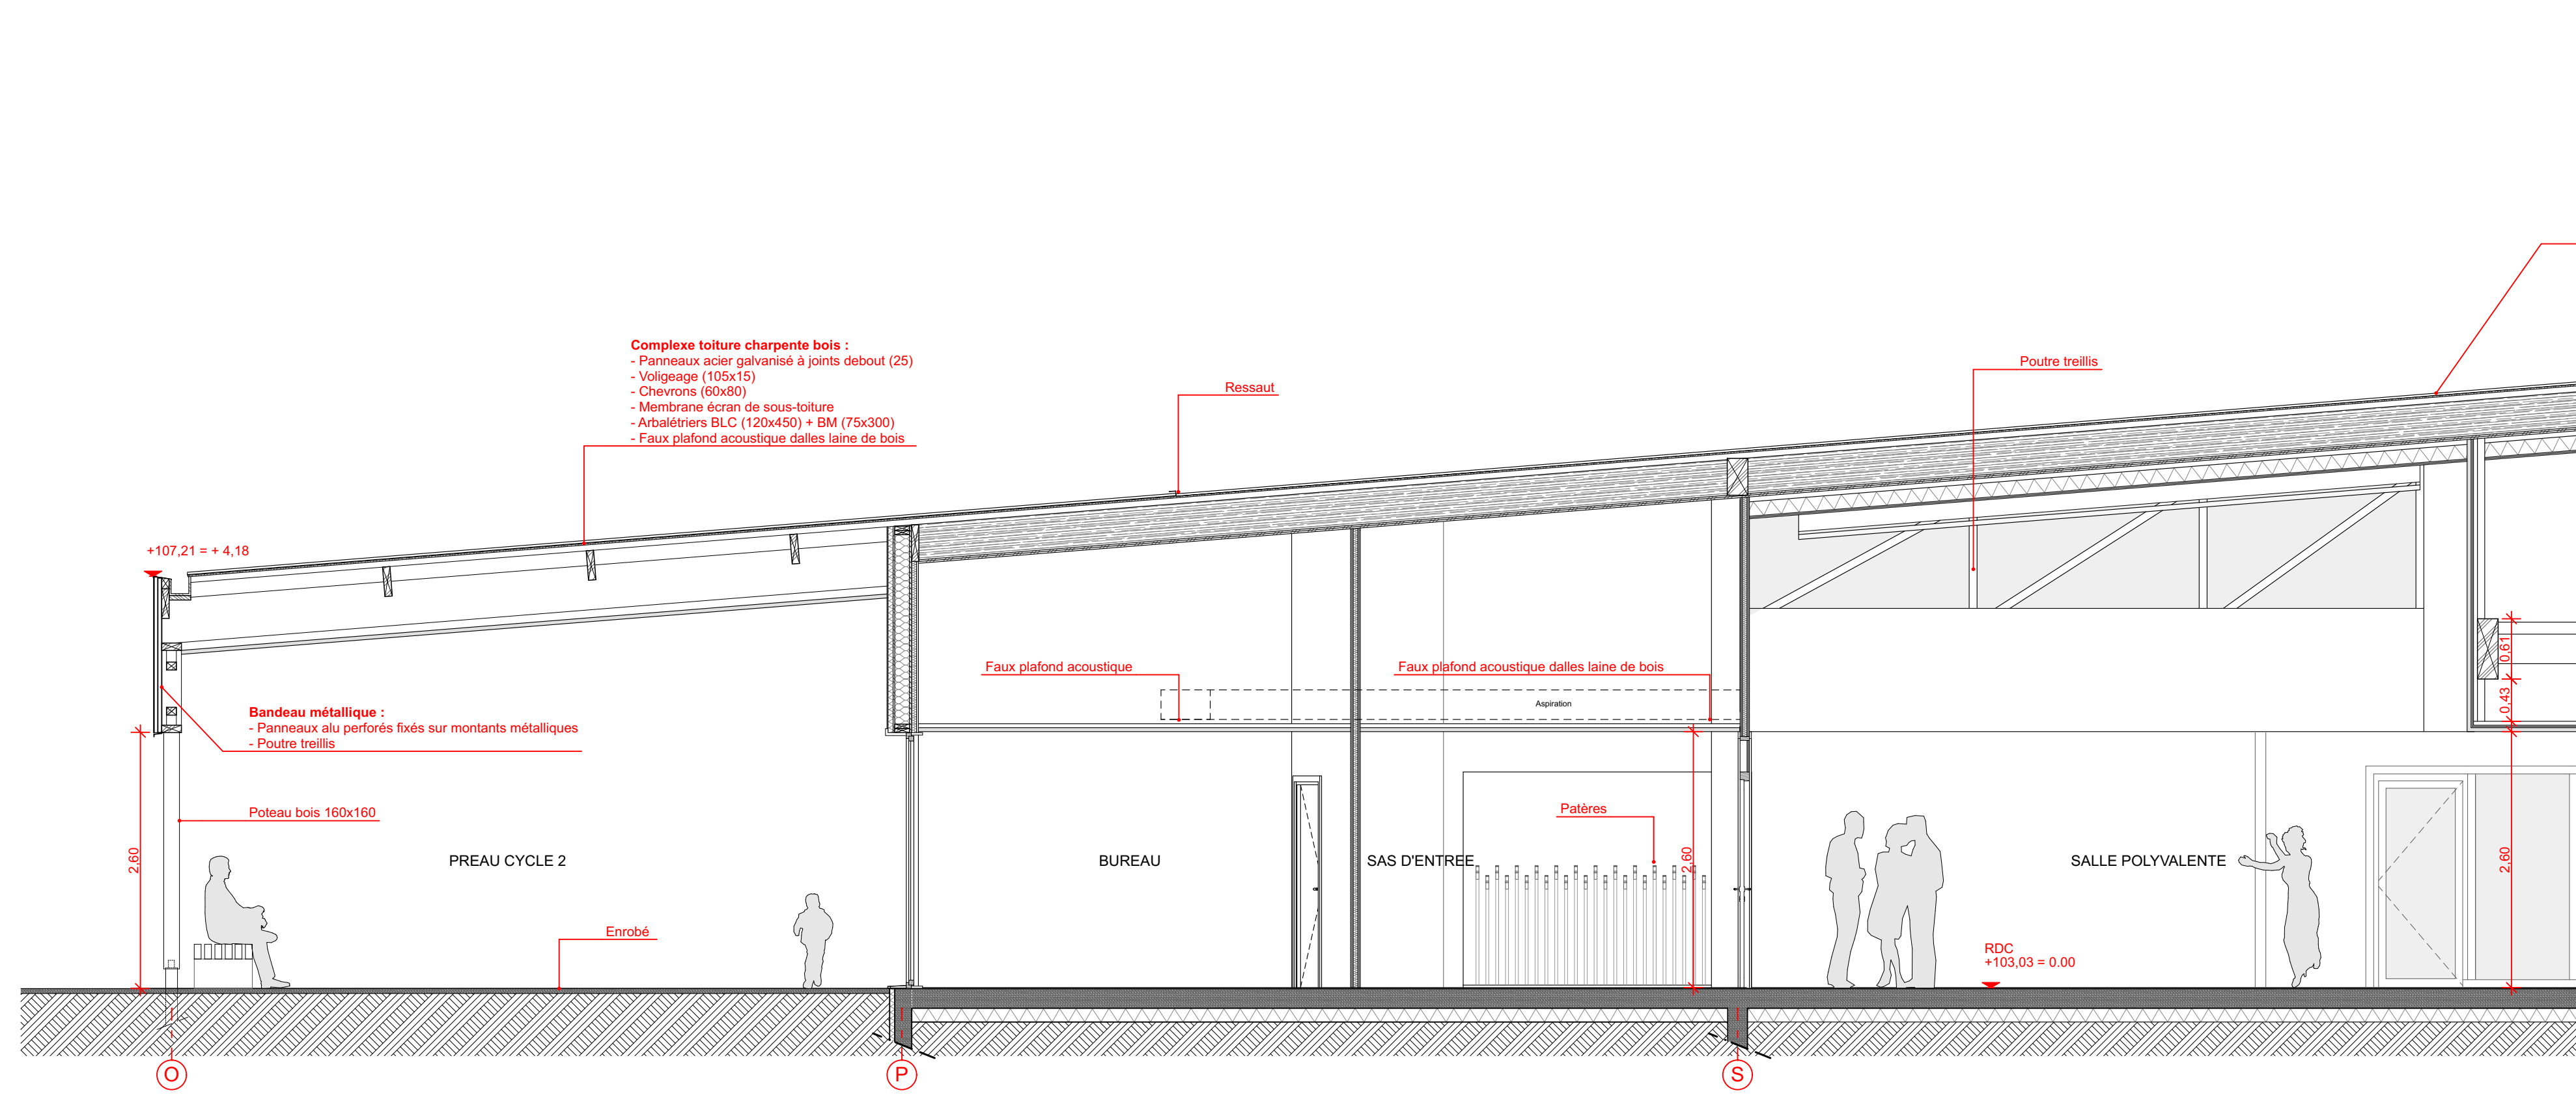 Complexe toiture charpente bois :
- Panneaux acier galvanisé à joints debout (25)
- Voligeage (105x15)
- Chevrons (60x80)
- Membrane écran de sous-toiture
- Arbalétriers BLC (120x450) + BM (75x300)
- Faux plafond acoustique dalles laine de bois
Ressaut
Poutre treillis
+107,21 = + 4,18
Faux plafond acoustique
Faux plafond acoustique dalles laine de bois
Aspiration
0,61
0,43
Bandeau métallique :
- Panneaux alu perforés fixés sur montants métalliques
- Poutre treillis
Poteau bois 160x160
Patères
2,60
PREAU CYCLE 2
BUREAU
SAS D'ENTREE
2,60
SALLE POLYVALENTE
2,60
Enrobé
RDC
+103,03 = 0.00
O
P
S